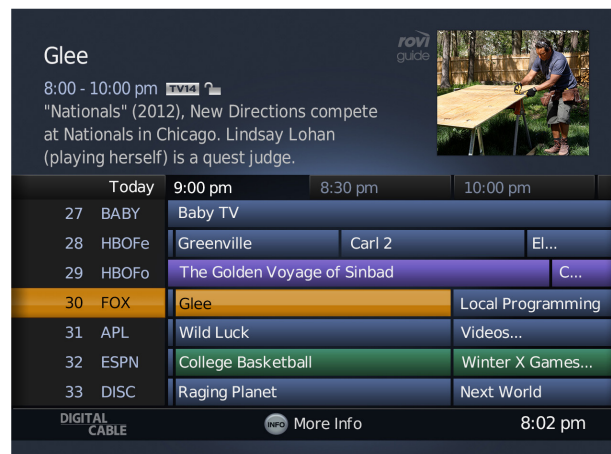 Glee
rovi
guide
8:00 - 10:00 pm TV14
"Nationals" (2012), New Directions compete
at Nationals in Chicago. Lindsay Lohan
(playing herself) is a quest judge.
Today 9:00 pm 8:30 pm 10:00 pm
27 BABY Baby TV
28 HBOFe Greenville Carl 2 El...
29 HBOFo The Golden Voyage of Sinbad C...
30 FOX Glee Local Programming
31 APL Wild Luck Videos...
32 ESPN College Basketball Winter X Games...
33 DISC Raging Planet Next World
DIGITAL
CABLE
INFO More Info 8:02 pm